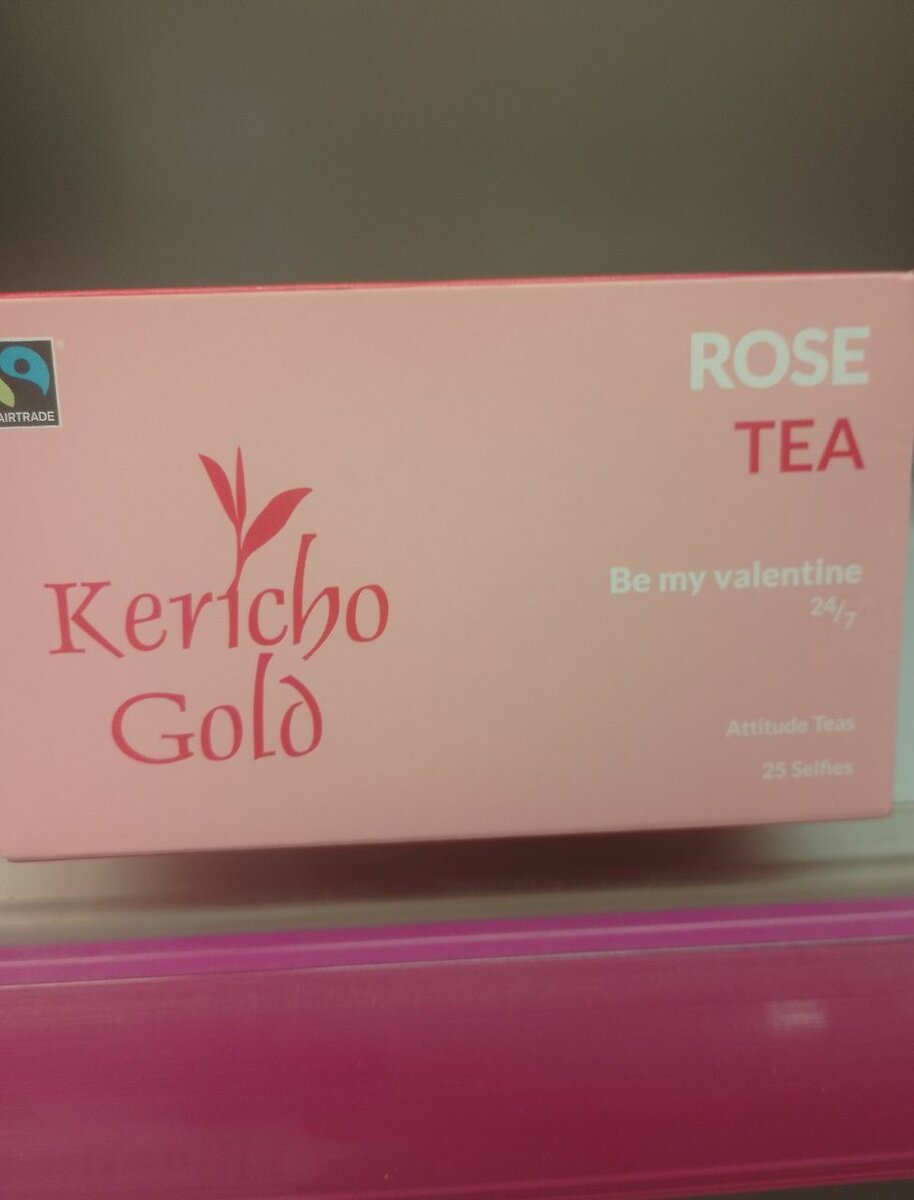 AIRTRADE
ROSE
TEA
Kericho
Gold
Be my valentine
24/7
Attitude Teas
25 Selfies